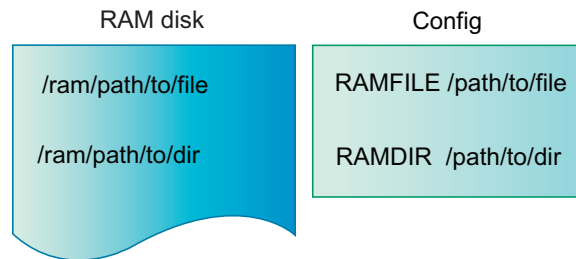 RAM disk
/ram/path/to/file
/ram/path/to/dir
Config
RAMFILE /path/to/file
RAMDIR /path/to/dir